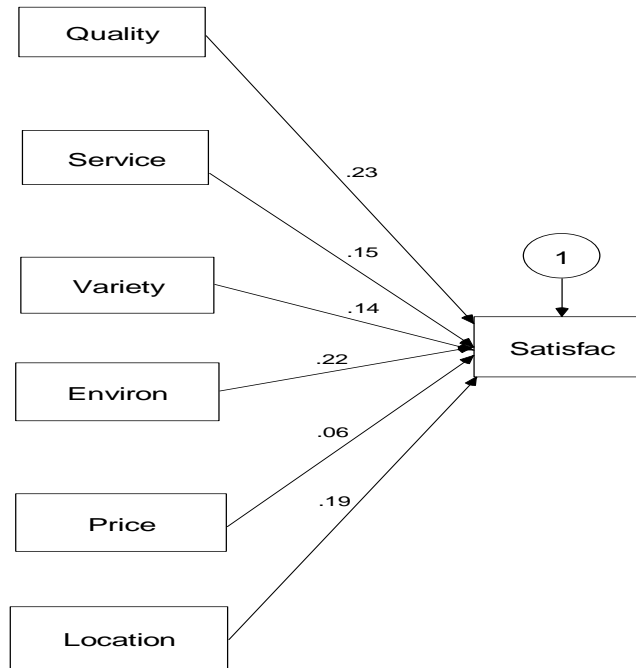 Quality
.23
Service
.15
1
Variety
.14
Satisfac
Environ
.22
.06
Price
.19
Location